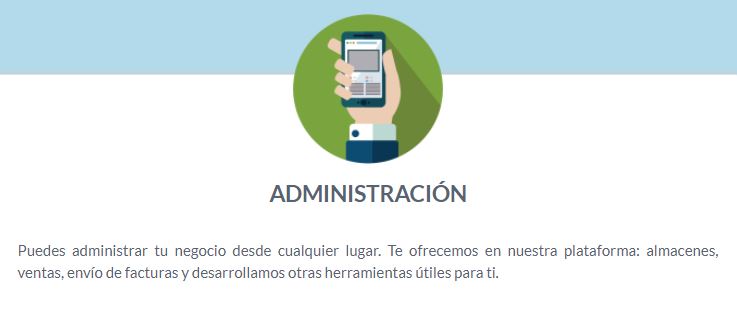 ADMINISTRACIÓN
Puedes administrar tu negocio desde cualquier lugar. Te ofrecemos en nuestra plataforma: almacenes,
ventas, envío de facturas y desarrollamos otras herramientas útiles para ti.